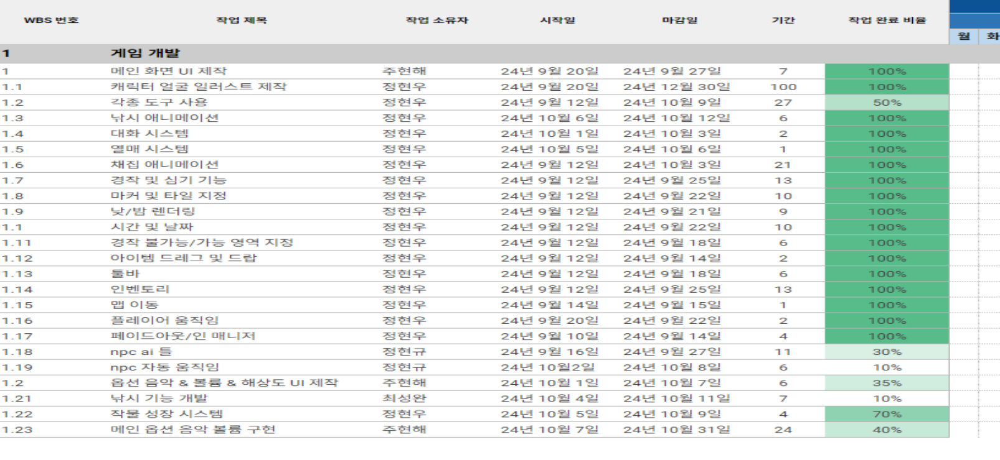 WBS 번호 작업 제목 작업 소유자 시작일 마감일 기간 작업 완료 비율
월 화
1 게임 개발
1 메인 화면 UI 제작 주현해 24년 9월 20일 24년 9월 27일 7 100%
1.1 캐릭터 얼굴 일러스트 제작 정현우 24년 9월 20일 24년 12월 30일 100 100%
1.2 각종 도구 사용 정현우 24년 9월 12일 24년 10월 9일 27 50%
1.3 낚시 애니메이션 정현우 24년 10월 6일 24년 10월 12일 6 100%
1.4 대화 시스템 정현우 24년 10월 1일 24년 10월 3일 2 100%
1.5 열매 시스템 정현우 24년 10월 5일 24년 10월 6일 1 100%
1.6 채집 애니메이션 정현우 24년 9월 12일 24년 10월 3일 21 100%
1.7 경작 및 심기 기능 정현우 24년 9월 12일 24년 9월 25일 13 100%
1.8 마커 및 타일 지정 정현우 24년 9월 12일 24년 9월 22일 10 100%
1.9 낮/밤 렌더링 정현우 24년 9월 12일 24년 9월 21일 9 100%
1.1 시간 및 날짜 정현우 24년 9월 12일 24년 9월 22일 10 100%
1.11 경작 불가능/가능 영역 지정 정현우 24년 9월 12일 24년 9월 18일 6 100%
1.12 아이템 드레그 및 드랍 정현우 24년 9월 12일 24년 9월 14일 2 100%
1.13 툴바 정현우 24년 9월 12일 24년 9월 18일 6 100%
1.14 인벤토리 정현우 24년 9월 12일 24년 9월 25일 13 100%
1.15 맵 이동 정현우 24년 9월 14일 24년 9월 15일 1 100%
1.16 플레이어 움직임 정현우 24년 9월 20일 24년 9월 22일 2 100%
1.17 페이드아웃/인 매니저 정현우 24년 9월 10일 24년 9월 14일 4 100%
1.18 npc ai 틀 정현규 24년 9월 16일 24년 9월 27일 11 30%
1.19 npc 자동 움직임 정현규 24년 10월2일 24년 10월 8일 6 10%
1.2 옵션 음악 & 볼륨 & 해상도 UI 제작 주현해 24년 10월 1일 24년 10월 7일 6 35%
1.21 낚시 기능 개발 최성완 24년 10월 4일 24년 10월 11일 7 10%
1.22 작물 성장 시스템 정현우 24년 10월 5일 24년 10월 9일 4 70%
1.23 메인 옵션 음악 볼륨 구현 주현해 24년 10월 7일 24년 10월 31일 24 40%